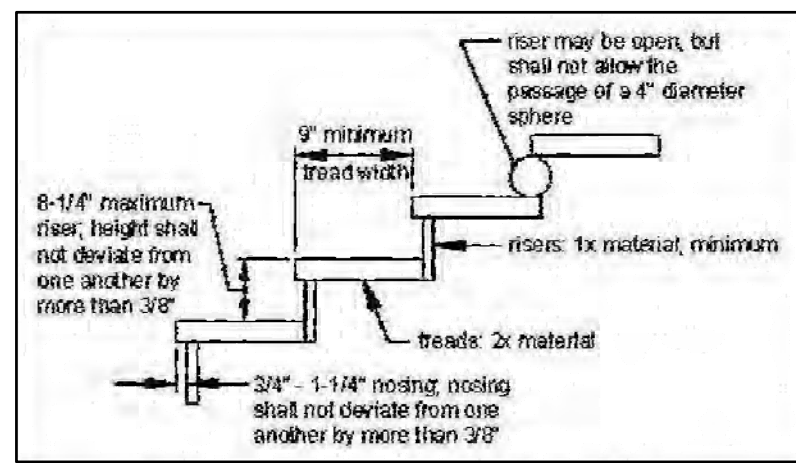 riser may be open, but
shall not allow the
passage of a 4" diameter
sphere
9" minimum
tread width
8-1/4" maximum
riser, height shall
not deviate from
one another by
more than 3/8"
risers: 1x material, minimum
treads: 2x material
3/4" - 1-1/4" nosing; nosing
shall not deviate from one
another by more than 3/8"